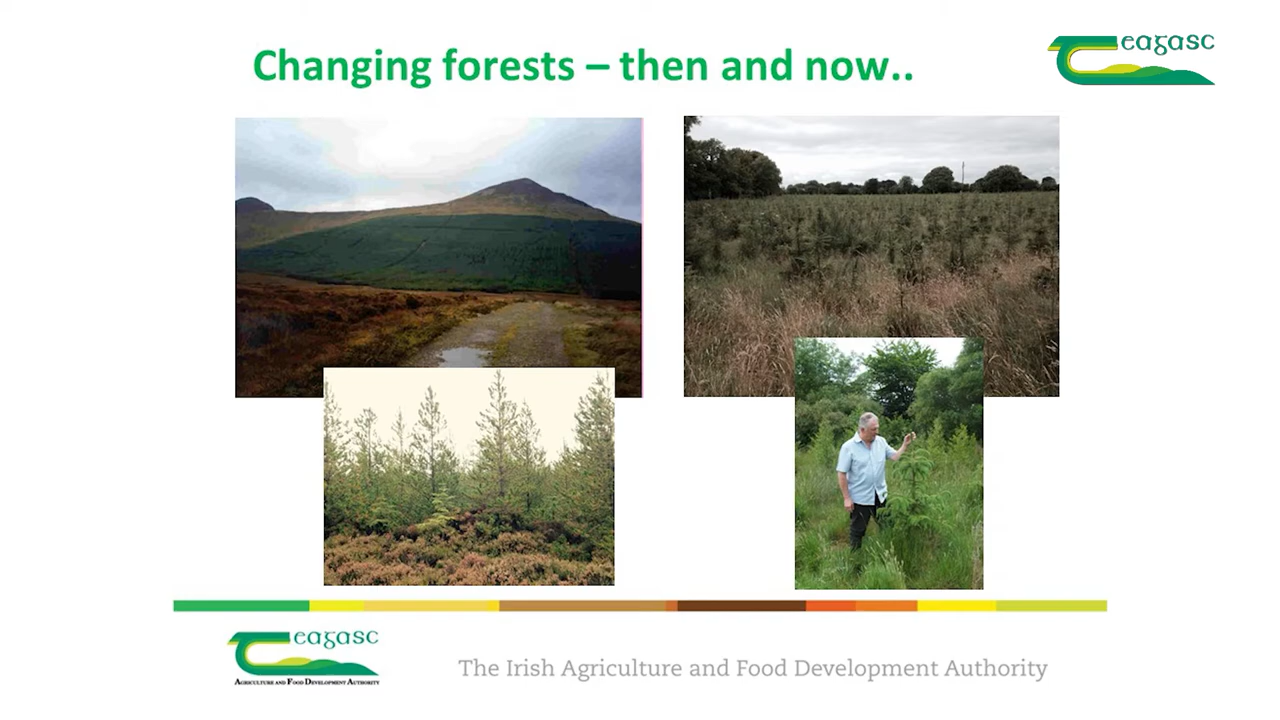 Changing forests – then and now..
Teagasc
Teagasc
AGRICULTURE AND FOOD DEVELOPMENT AUTHORITY
The Irish Agriculture and Food Development Authority